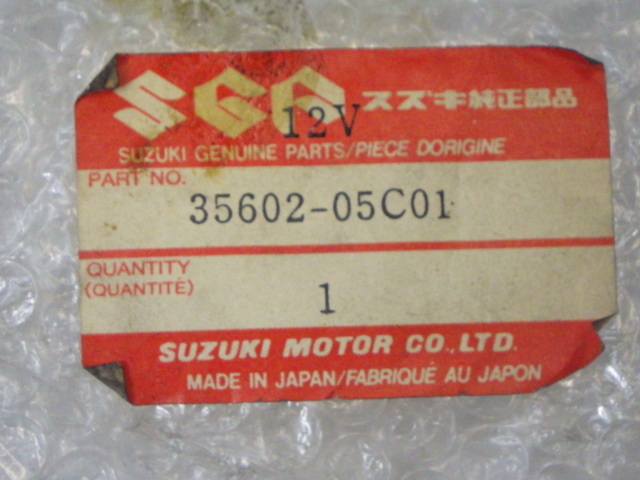 SGP スズキ純正部品
12V
SUZUKI GENUINE PARTS/PIECE DORIGINE
PART NO.
35602-05C01
QUANTITY
(QUANTITÉ)
1
SUZUKI MOTOR CO.,LTD.
MADE IN JAPAN/FABRIQUÉ AU JAPON